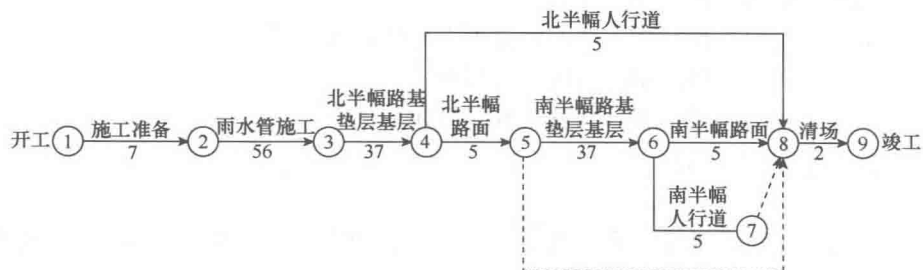 北半幅人行道
5
北半幅路基
垫层基层
北半幅
路面
南半幅路基
垫层基层
开工 1 施工准备 2 雨水管施工 3 4 5 6 南半幅路面 8 清场 9 竣工
7 56 37 5 37 5 2
南半幅
人行道 7
5